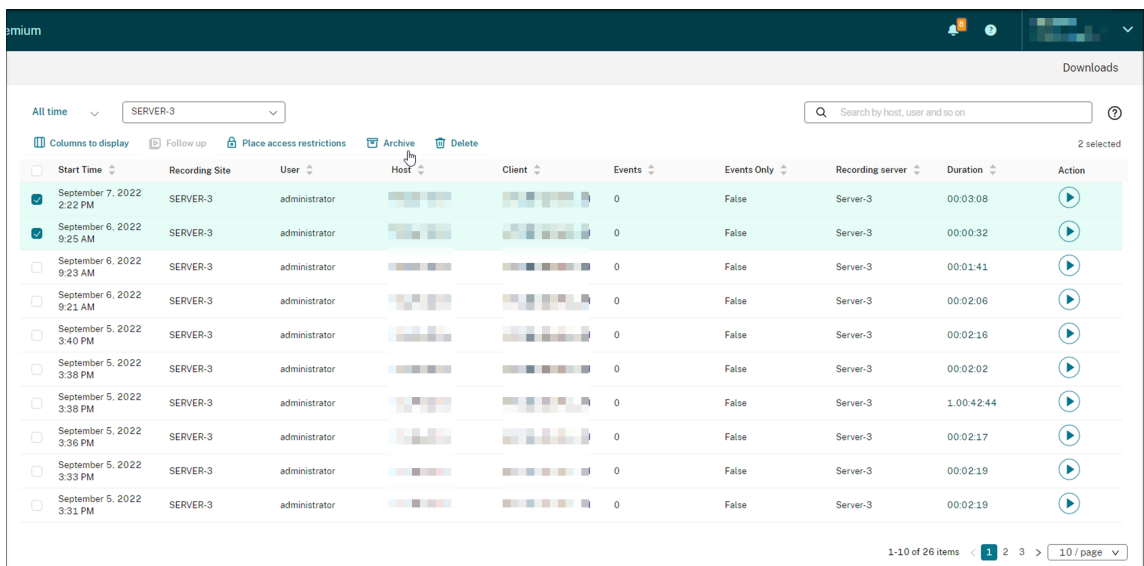 emium
8
?
Downloads
All time SERVER-3 Search by host, user and so on ?
Columns to display Follow up Place access restrictions Archive Delete 2 selected
Start Time Recording Site User Host Client Events Events Only Recording server Duration Action
September 7, 2022
2:22 PM SERVER-3 administrator 0 False Server-3 00:03:08
September 6, 2022
9:25 AM SERVER-3 administrator 0 False Server-3 00:00:32
September 6, 2022
9:23 AM SERVER-3 administrator 0 False Server-3 00:01:41
September 6, 2022
9:21 AM SERVER-3 administrator 0 False Server-3 00:02:06
September 5, 2022
3:40 PM SERVER-3 administrator 0 False Server-3 00:02:16
September 5, 2022
3:38 PM SERVER-3 administrator 0 False Server-3 00:02:02
September 5, 2022
3:38 PM SERVER-3 administrator 0 False Server-3 1.00:42:44
September 5, 2022
3:36 PM SERVER-3 administrator 0 False Server-3 00:02:17
September 5, 2022
3:33 PM SERVER-3 administrator 0 False Server-3 00:02:19
September 5, 2022
3:31 PM SERVER-3 administrator 0 False Server-3 00:02:19
1-10 of 26 items < 1 2 3 > 10 / page